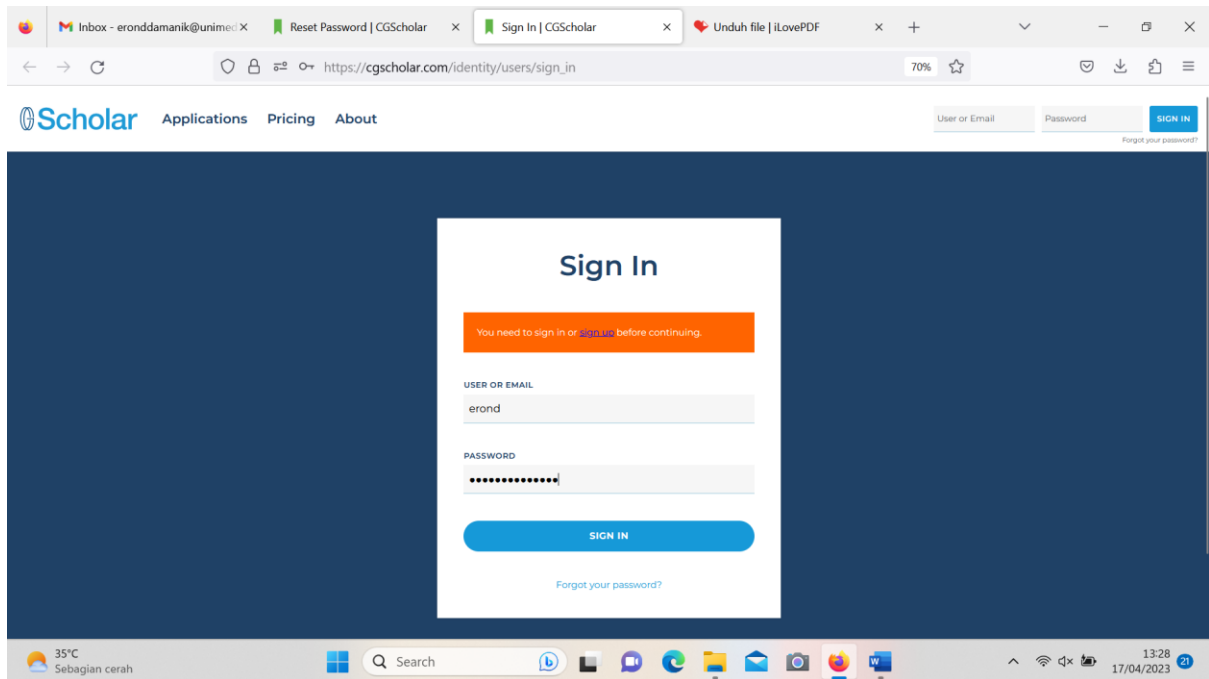 Inbox - eronddamanik@unimed
Reset Password | CGScholar
Sign In | CGScholar
Unduh file | iLovePDF
https://cgscholar.com/identity/users/sign_in
70%
Scholar Applications Pricing About
User or Email Password SIGN IN
Forgot your password?
Sign In
You need to sign in or sign up before continuing.
USER OR EMAIL
erond
PASSWORD
••••••••••••••
SIGN IN
Forgot your password?
35°C
Sebagian cerah
Search
13:28
17/04/2023
21